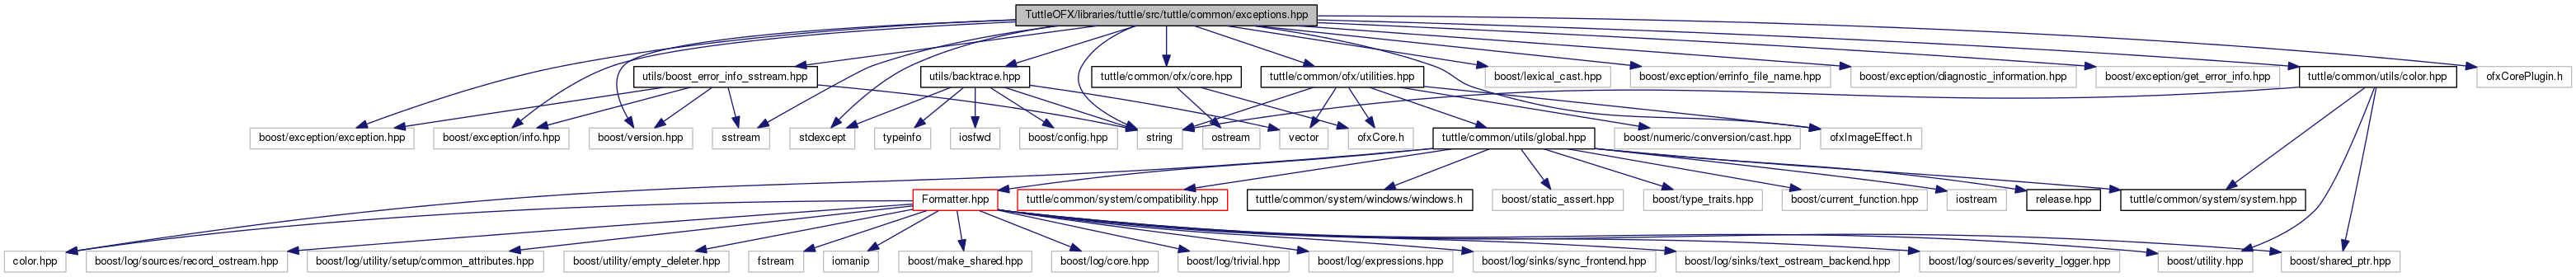 TuttleOFX/libraries/tuttle/src/tuttle/common/exceptions.hpp
utils/boost_error_info_sstream.hpp
utils/backtrace.hpp
tuttle/common/ofx/core.hpp
tuttle/common/ofx/utilities.hpp
boost/lexical_cast.hpp
boost/exception/errinfo_file_name.hpp
boost/exception/diagnostic_information.hpp
boost/exception/get_error_info.hpp
tuttle/common/utils/color.hpp
ofxCorePlugin.h
boost/exception/exception.hpp
boost/exception/info.hpp
boost/version.hpp
sstream
stdexcept
typeinfo
iosfwd
boost/config.hpp
string
ostream
vector
ofxCore.h
tuttle/common/utils/global.hpp
boost/numeric/conversion/cast.hpp
ofxImageEffect.h
Formatter.hpp
tuttle/common/system/compatibility.hpp
tuttle/common/system/windows/windows.h
boost/static_assert.hpp
boost/type_traits.hpp
boost/current_function.hpp
iostream
release.hpp
tuttle/common/system/system.hpp
color.hpp
boost/log/sources/record_ostream.hpp
boost/log/utility/setup/common_attributes.hpp
boost/utility/empty_deleter.hpp
fstream
iomanip
boost/make_shared.hpp
boost/log/core.hpp
boost/log/trivial.hpp
boost/log/expressions.hpp
boost/log/sinks/sync_frontend.hpp
boost/log/sinks/text_ostream_backend.hpp
boost/log/sources/severity_logger.hpp
boost/utility.hpp
boost/shared_ptr.hpp